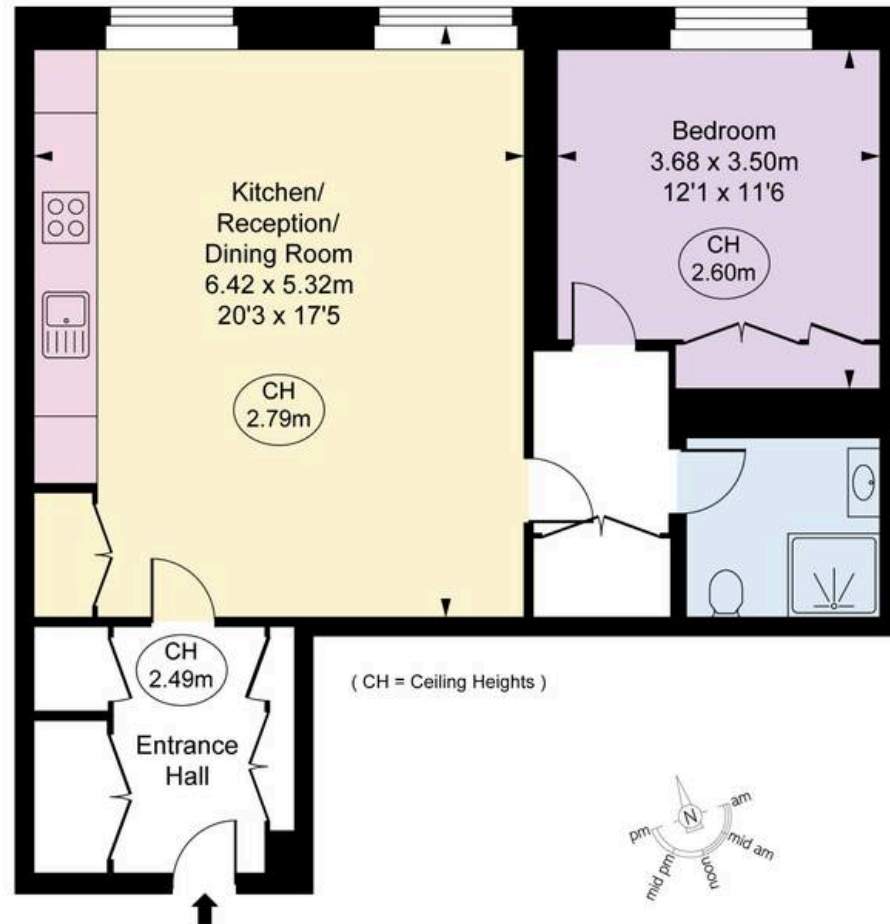 Kitchen/
Reception/
Dining Room
6.42 x 5.32m
20'3 x 17'5
CH
2.79m
Bedroom
3.68 x 3.50m
12'1 x 11'6
CH
2.60m
CH
2.49m
( CH = Ceiling Heights )
Entrance
Hall
N
am
mid am
noon
mid pm
pm